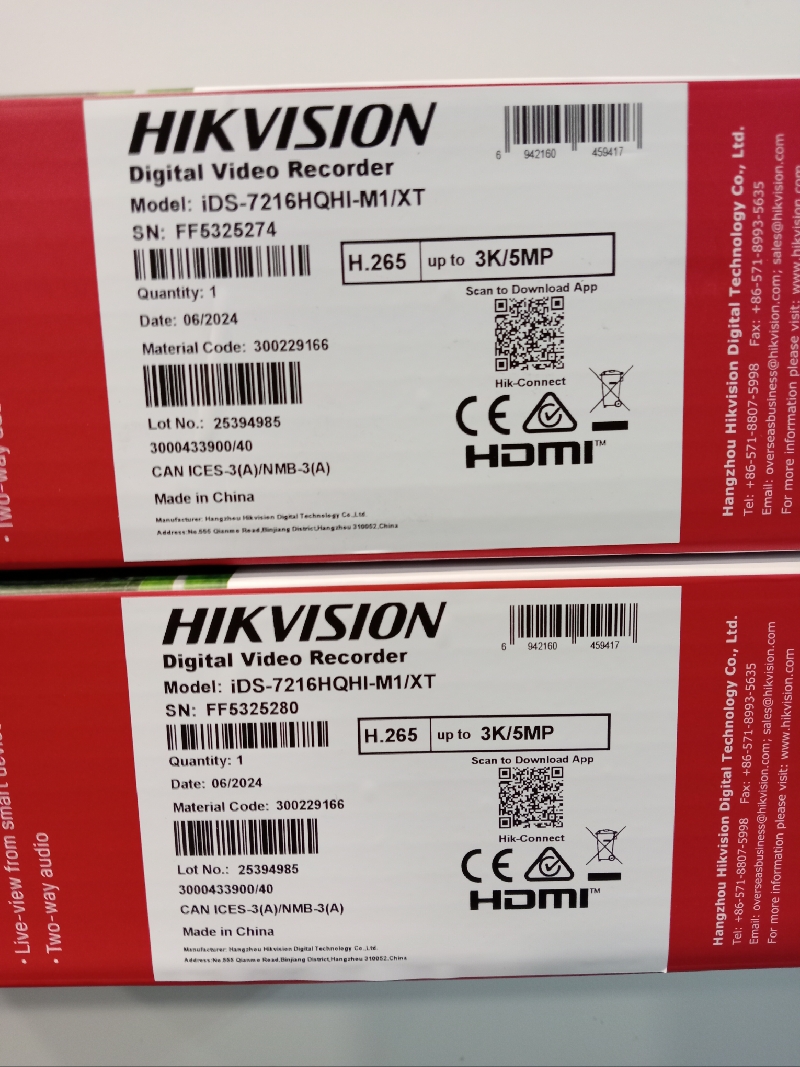 HIKVISION
Digital Video Recorder
Model: iDS-7216HQHI-M1/XT
SN: FF5325274
6 942160 459417
H.265 up to 3K/5MP
Quantity: 1
Date: 06/2024
Material Code: 300229166
Scan to Download App
Hik-Connect
Lot No.: 25394985
3000433900/40
CAN ICES-3(A)/NMB-3(A)
Made in China
Manufacturer: Hangzhou Hikvision Digital Technology Co.,Ltd.
Address:No.555 Qianmo Road,Binjiang District,Hangzhou 310052,China
CE
HDMI™
Hangzhou Hikvision Digital Technology Co., Ltd.
Tel: +86-571-8807-5998 Fax: +86-571-8993-5635
Email: overseasbusiness@hikvision.com; sales@hikvision.com
For more information please visit: www.hikvision.com
• Two-way
HIKVISION
Digital Video Recorder
Model: iDS-7216HQHI-M1/XT
SN: FF5325280
6 942160 459417
H.265 up to 3K/5MP
Quantity: 1
Date: 06/2024
Material Code: 300229166
Scan to Download App
Hik-Connect
Lot No.: 25394985
3000433900/40
CAN ICES-3(A)/NMB-3(A)
Made in China
Manufacturer: Hangzhou Hikvision Digital Technology Co.,Ltd.
Address:No.555 Qianmo Road,Binjiang District,Hangzhou 310052,China
CE
HDMI™
Hangzhou Hikvision Digital Technology Co., Ltd.
Tel: +86-571-8807-5998 Fax: +86-571-8993-5635
Email: overseasbusiness@hikvision.com; sales@hikvision.com
For more information please visit: www.hikvision.com
• Live-view from smart device
• Two-way audio